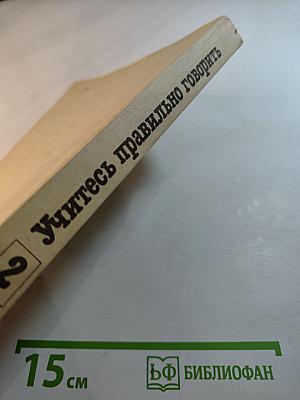 2 Учитесь правильно говорить
15 см
БФ БИБЛИОФАН